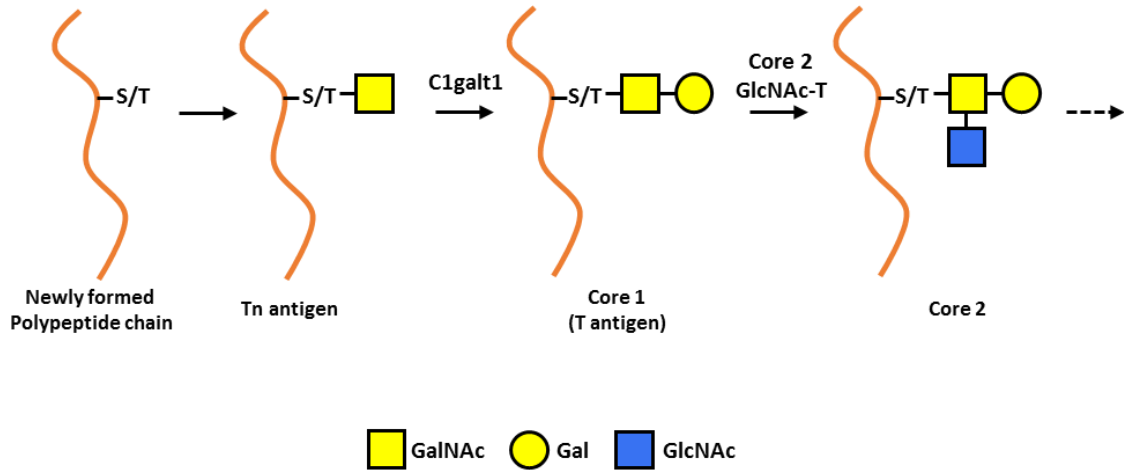 S/T
S/T
C1galt1
S/T
Core 2
GlcNAc-T
S/T
Newly formed
Polypeptide chain
Tn antigen
Core 1
(T antigen)
Core 2
GalNAc
Gal
GlcNAc